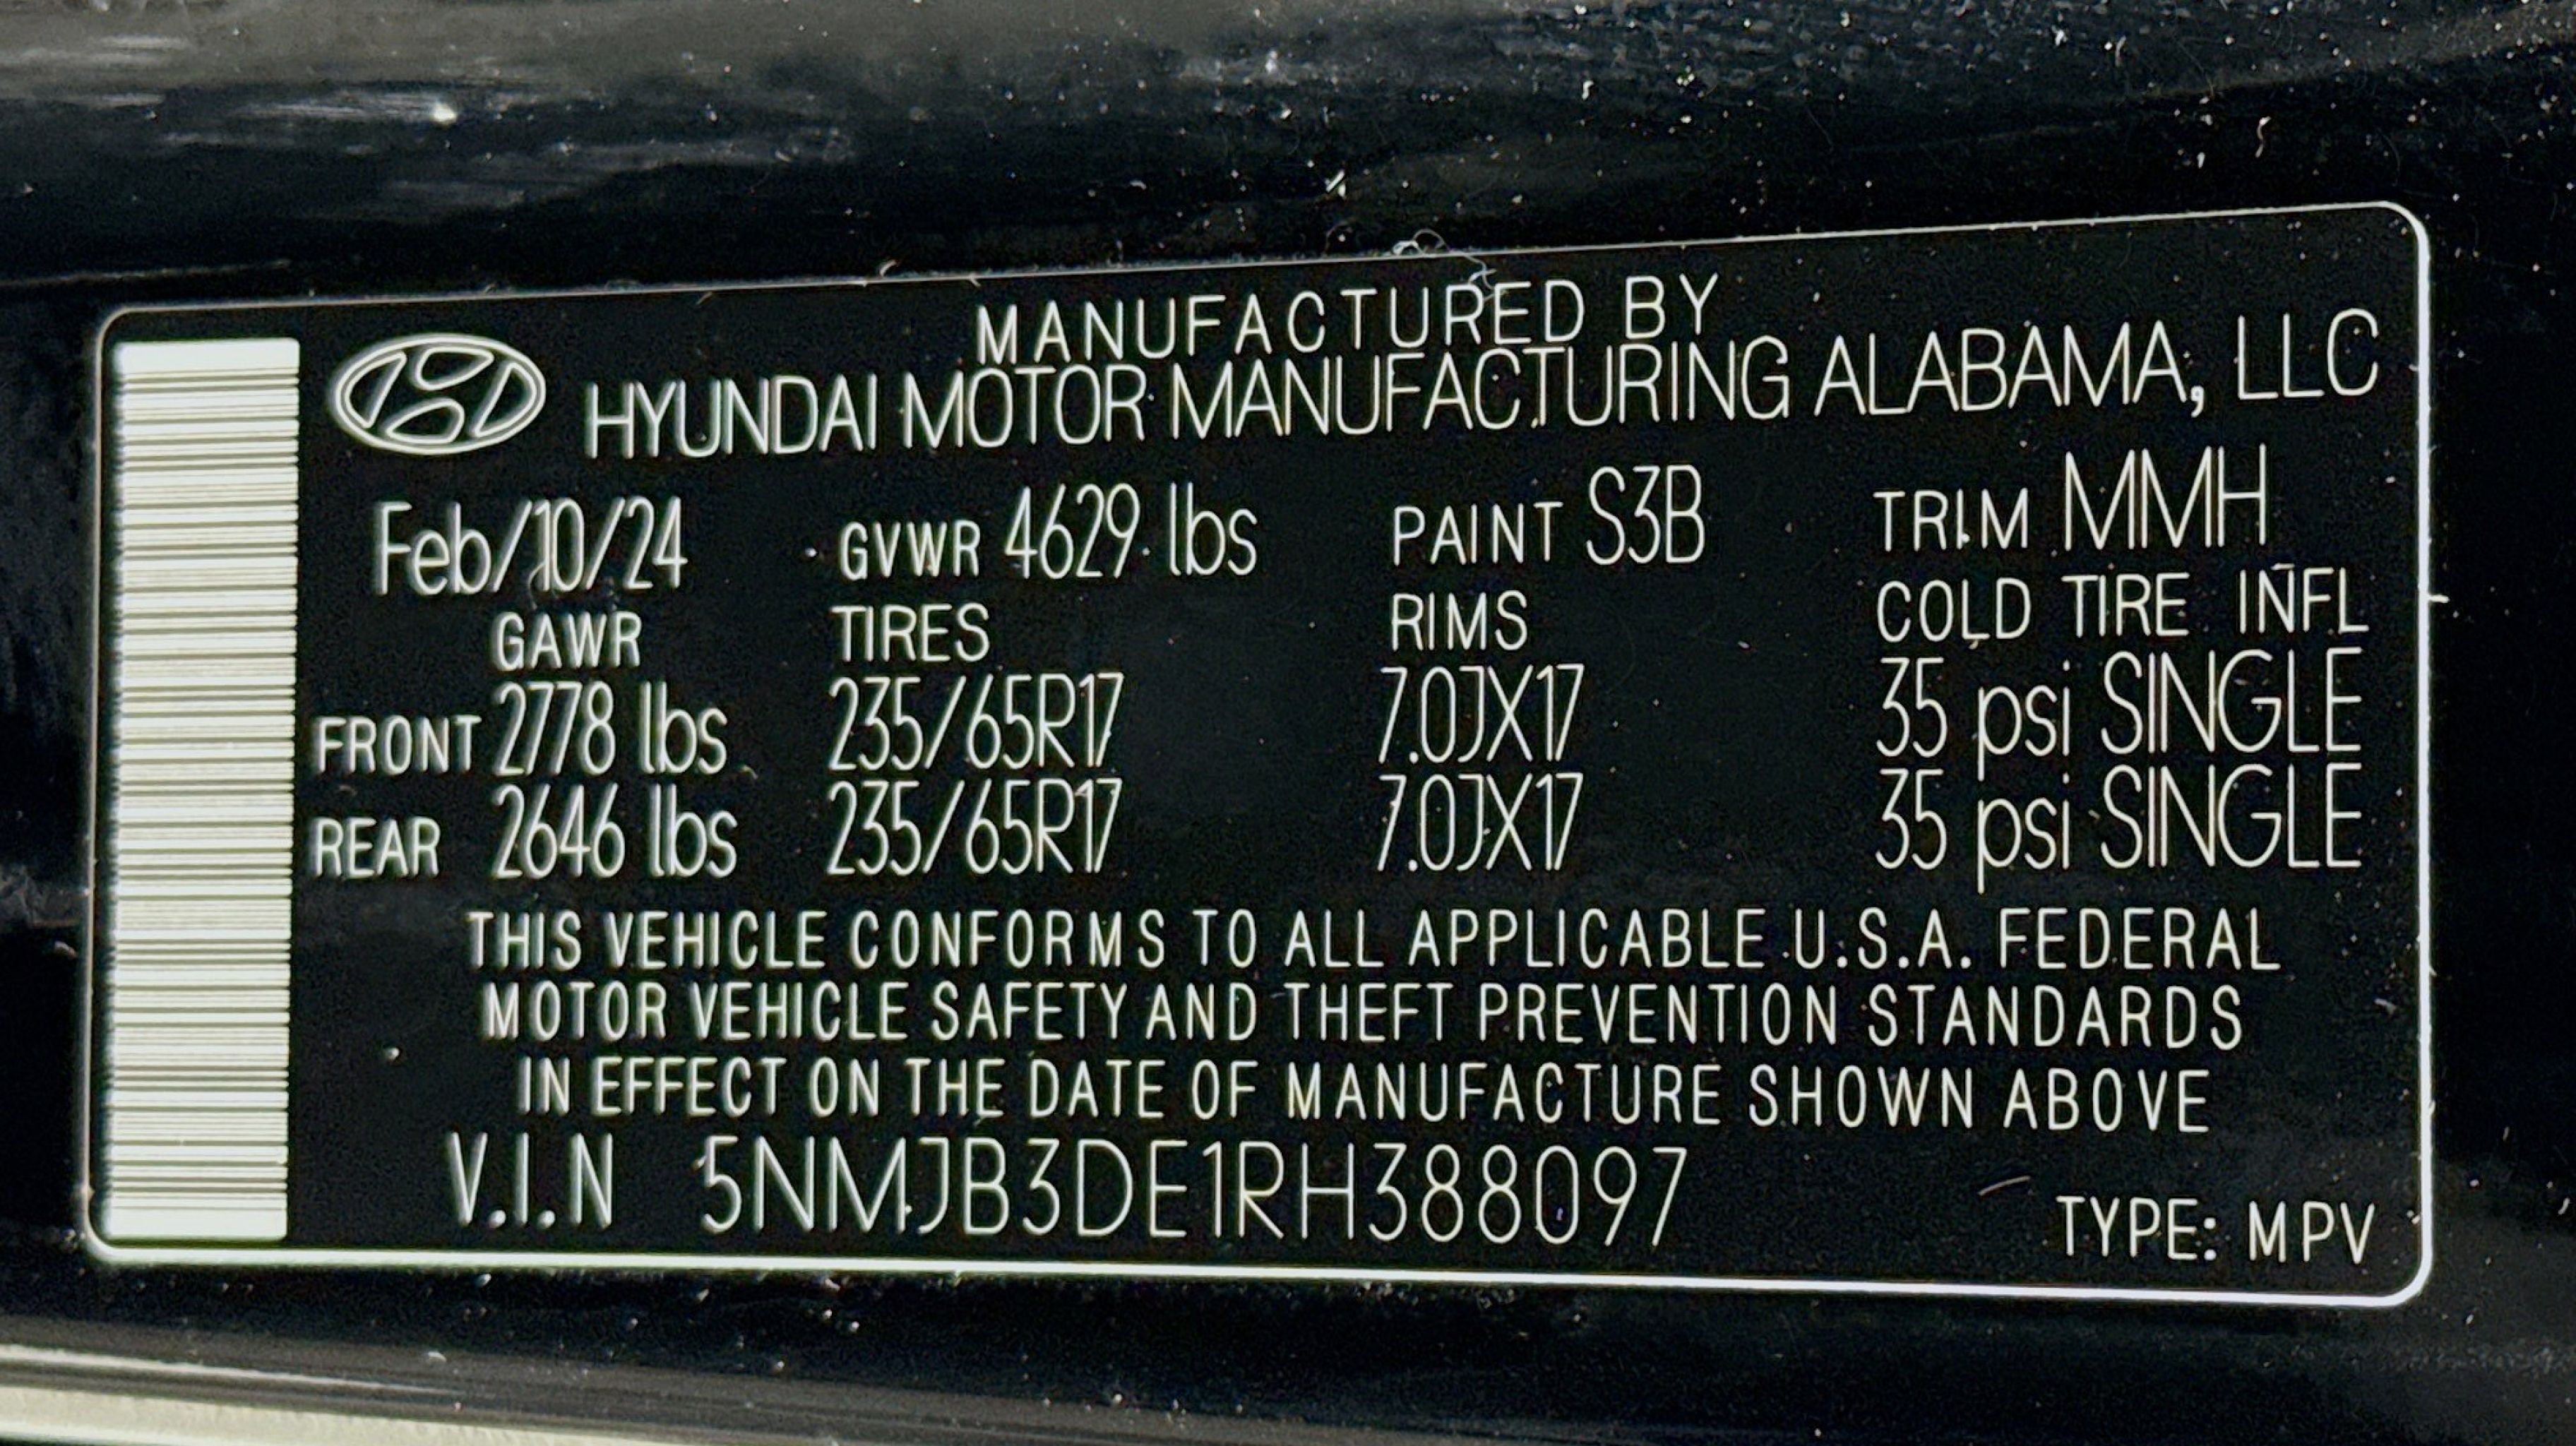 MANUFACTURED BY
HYUNDAI MOTOR MANUFACTURING ALABAMA, LLC
Feb/10/24 GVWR 4629 lbs PAINT S3B TRIM MMH
GAWR TIRES RIMS COLD TIRE INFL
FRONT 2778 lbs 235/65R17 7.0JX17 35 psi SINGLE
REAR 2646 lbs 235/65R17 7.0JX17 35 psi SINGLE
THIS VEHICLE CONFORMS TO ALL APPLICABLE U.S.A. FEDERAL
MOTOR VEHICLE SAFETY AND THEFT PREVENTION STANDARDS
IN EFFECT ON THE DATE OF MANUFACTURE SHOWN ABOVE
V.I.N 5NMJB3DE1RH388097
TYPE: MPV